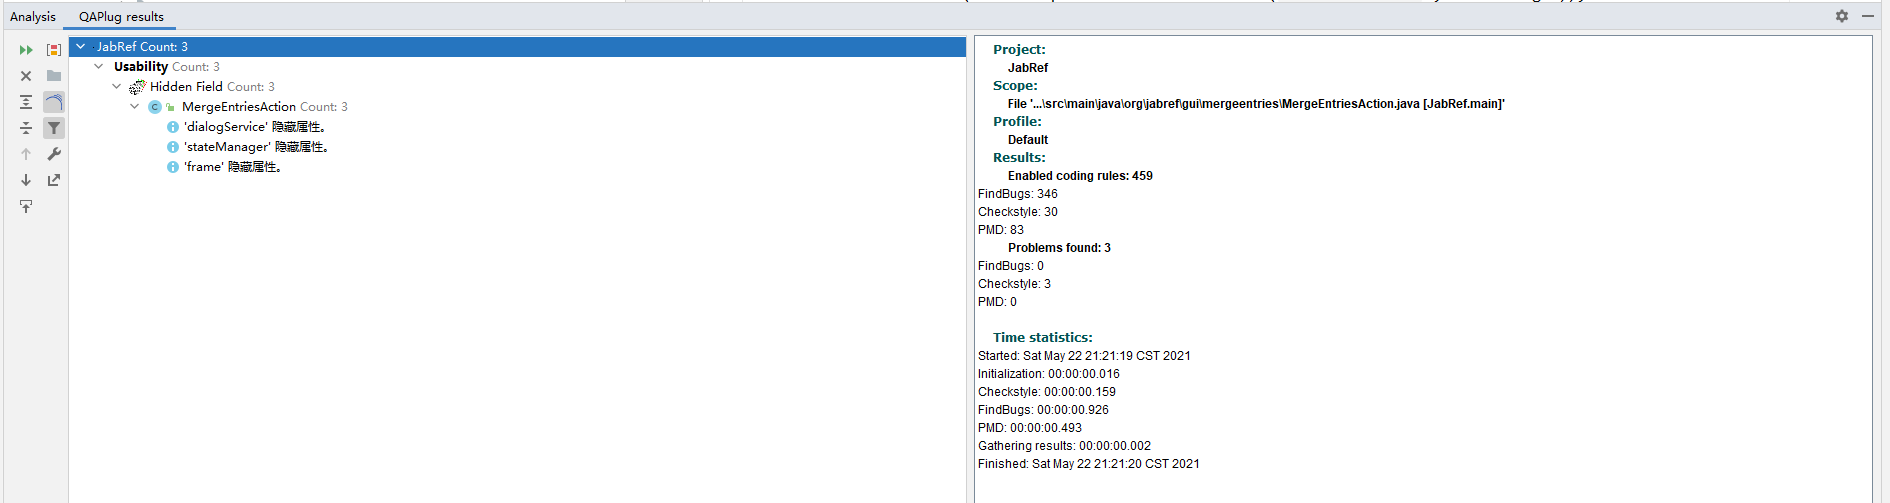 Analysis QAPlug results
JabRef Count: 3
Usability Count: 3
Hidden Field Count: 3
MergeEntriesAction Count: 3
'dialogService' 隐藏属性。
'stateManager' 隐藏属性。
'frame' 隐藏属性。
Project:
JabRef
Scope:
File '...\src\main\java\org\jabref\gui\mergeentries\MergeEntriesAction.java [JabRef.main]'
Profile:
Default
Results:
Enabled coding rules: 459
FindBugs: 346
Checkstyle: 30
PMD: 83
Problems found: 3
FindBugs: 0
Checkstyle: 3
PMD: 0
Time statistics:
Started: Sat May 22 21:21:19 CST 2021
Initialization: 00:00:00.016
Checkstyle: 00:00:00.159
FindBugs: 00:00:00.926
PMD: 00:00:00.493
Gathering results: 00:00:00.002
Finished: Sat May 22 21:21:20 CST 2021